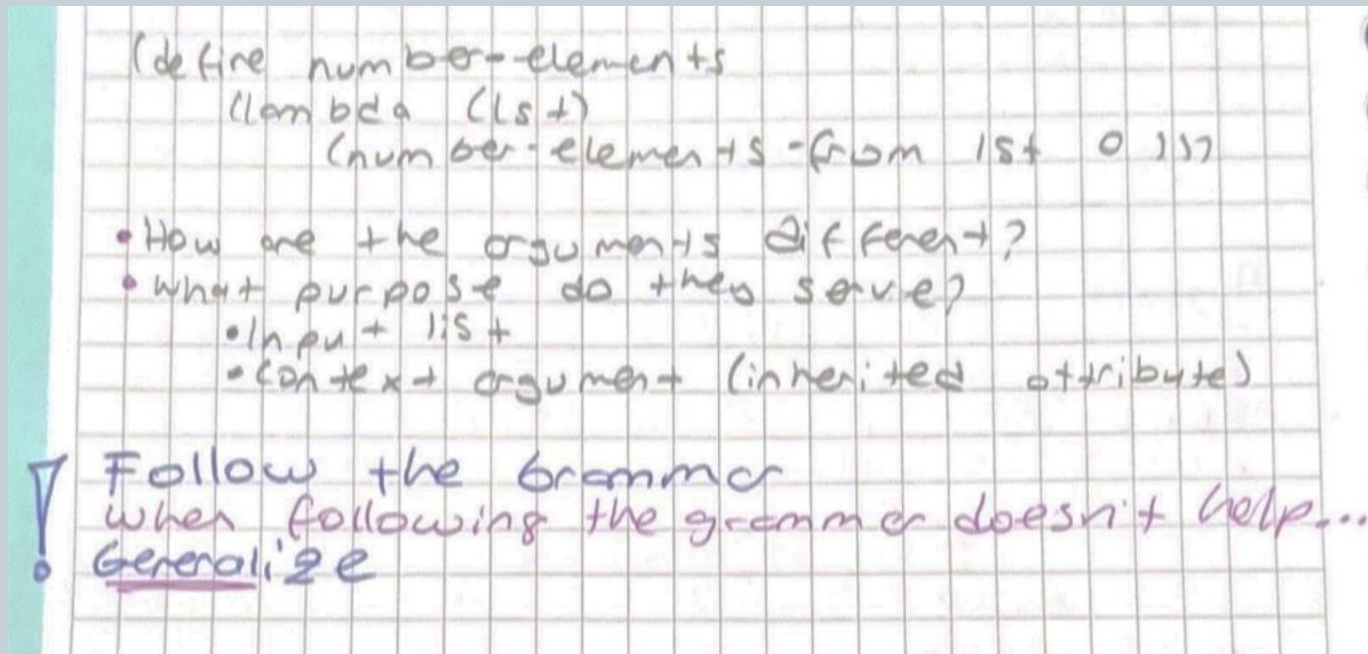 (define number-elements
(lambda (lst)
(number-elements-from lst 0)))
• How are the arguments different?
• What purpose do they serve?
• Input list
• Context argument (inherited attribute)
! Follow the Grammar
When following the grammar doesn't help...
Generalize